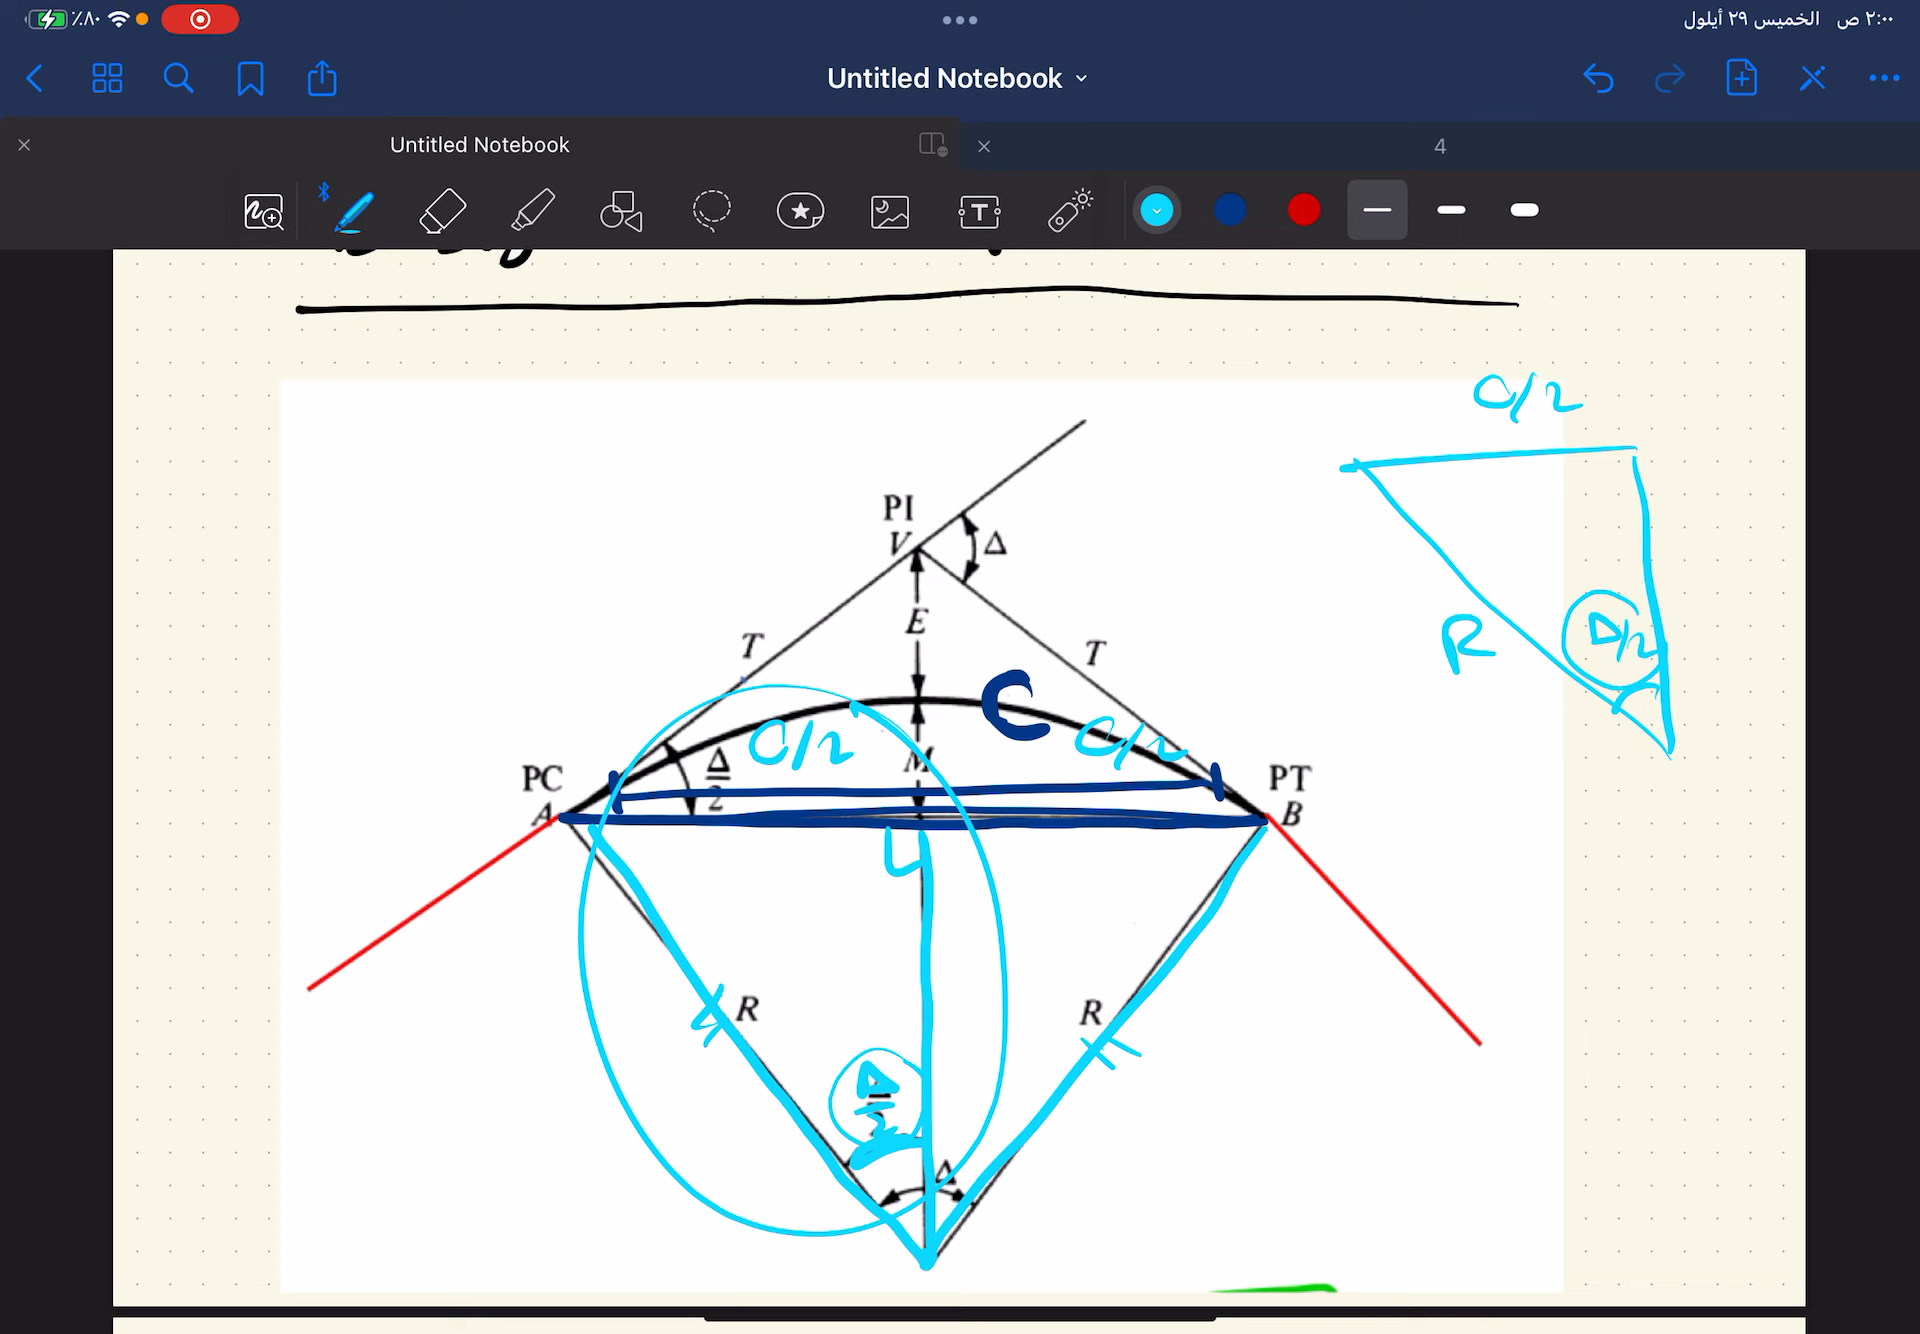 ٪٨٠
٢:٠٠ ص الخميس ٢٩ أيلول
Untitled Notebook
Untitled Notebook
4
T
C/2
PI
V
Δ
E
T
T
R
Δ/2
C
C/2
C/2
M
PC
Δ
2
PT
A
B
R
R
Δ
2
Δ